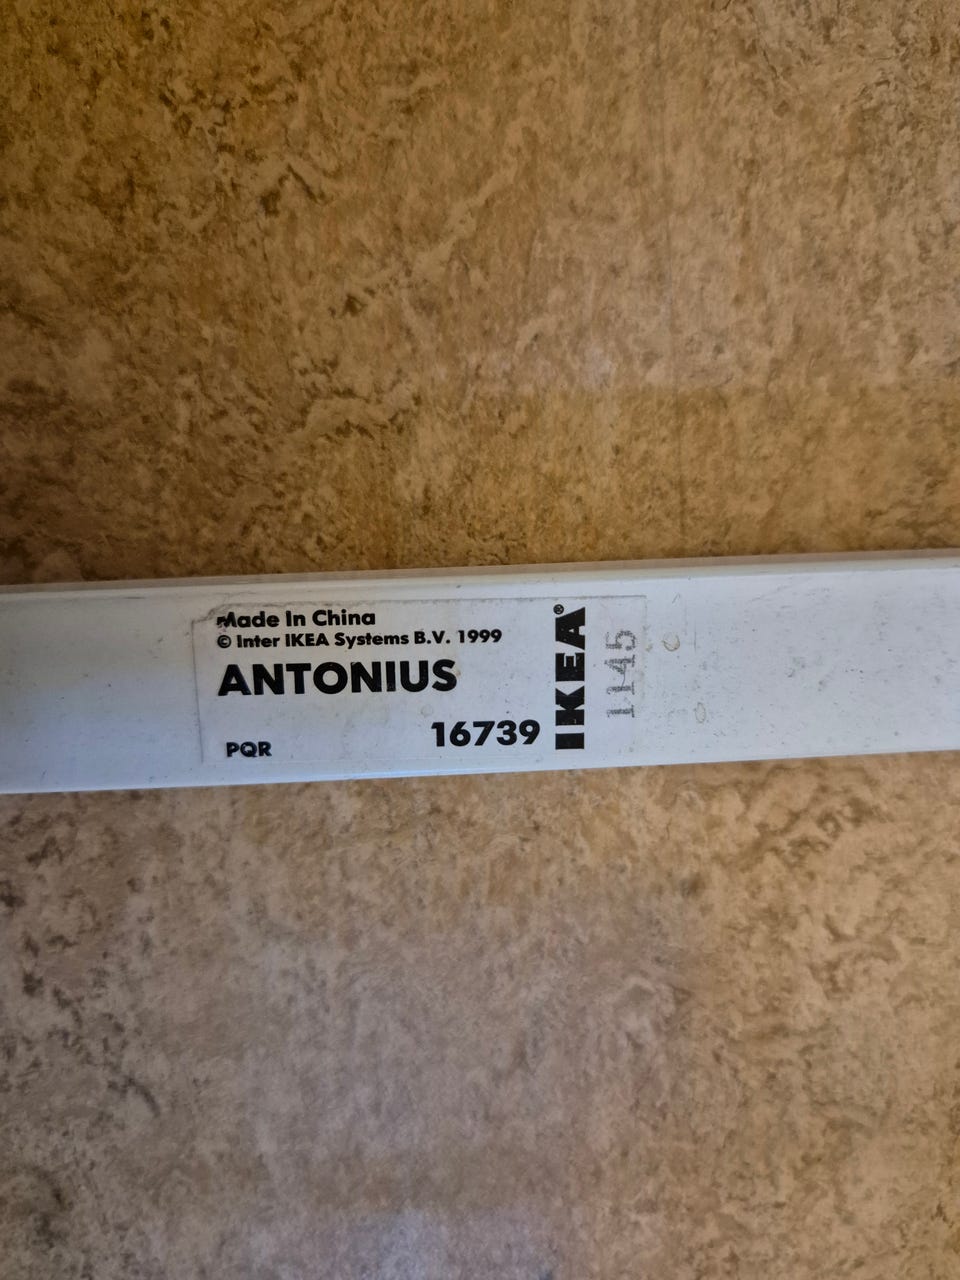 Made In China
© Inter IKEA Systems B.V. 1999
ANTONIUS
16739
PQR
IKEA®
1145